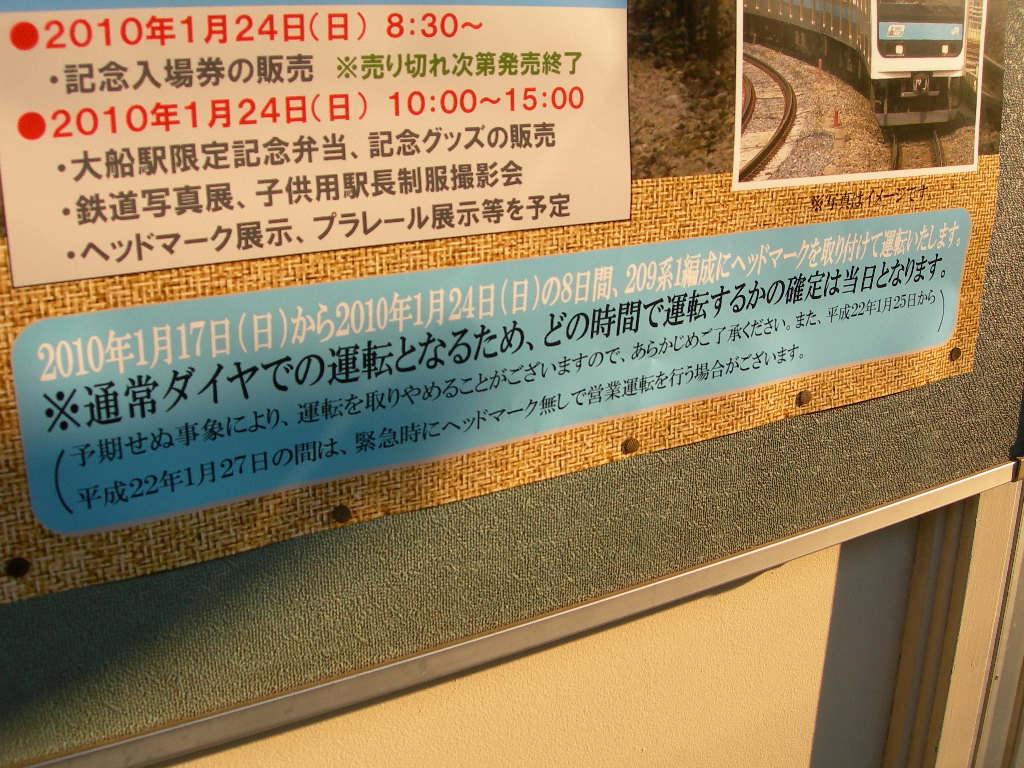 ●2010年1月24日(日) 8:30～
・記念入場券の販売 ※売り切れ次第発売終了
●2010年1月24日(日) 10:00～15:00
・大船駅限定記念弁当、記念グッズの販売
・鉄道写真展、子供用駅長制服撮影会
・ヘッドマーク展示、プラレール展示等を予定
JR
※写真はイメージです。
2010年1月17日(日)から2010年1月24日(日)の8日間、209系1編成にヘッドマークを取り付けて運転いたします。
※通常ダイヤでの運転となるため、どの時間で運転するかの確定は当日となります。
(予期せぬ事象により、運転を取りやめることがございますので、あらかじめご了承ください。また、平成22年1月25日から
平成22年1月27日の間は、緊急時にヘッドマーク無しで営業運転を行う場合がございます。)